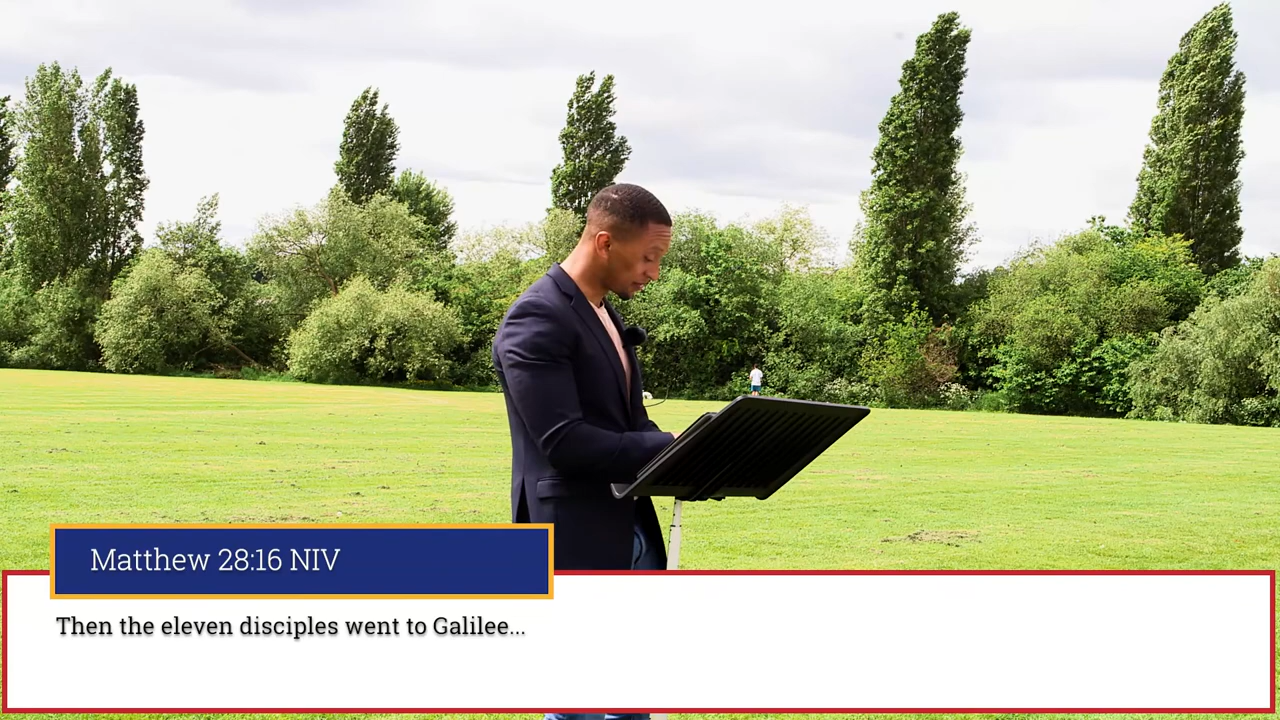 Matthew 28:16 NIV
Then the eleven disciples went to Galilee...